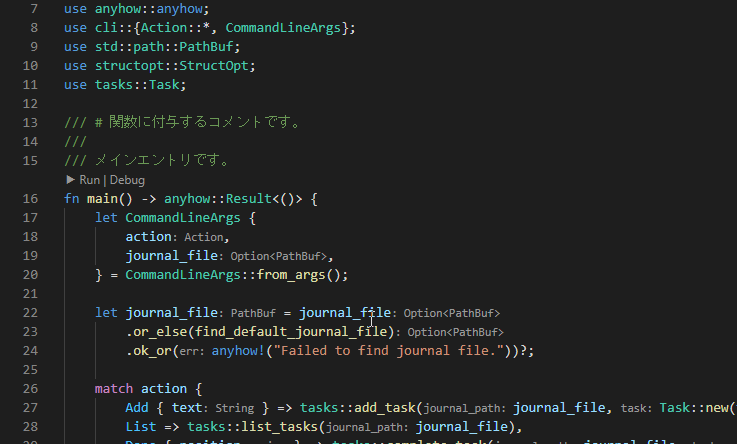 7 use anyhow::anyhow;
8 use cli::{Action::*, CommandLineArgs};
9 use std::path::PathBuf;
10 use structopt::StructOpt;
11 use tasks::Task;
12
13 /// # 関数に付与するコメントです。
14 ///
15 /// メインエントリです。
▶ Run | Debug
16 fn main() -> anyhow::Result<()> {
17 let CommandLineArgs {
18 action: Action,
19 journal_file: Option<PathBuf>,
20 } = CommandLineArgs::from_args();
21
22 let journal_file: PathBuf = journal_file: Option<PathBuf>
23 .or_else(find_default_journal_file): Option<PathBuf>
24 .ok_or(err: anyhow!("Failed to find journal file."))?;
25
26 match action {
27 Add { text: String } => tasks::add_task(journal_path: journal_file, task: Task::new(
28 List => tasks::list_tasks(journal_path: journal_file),